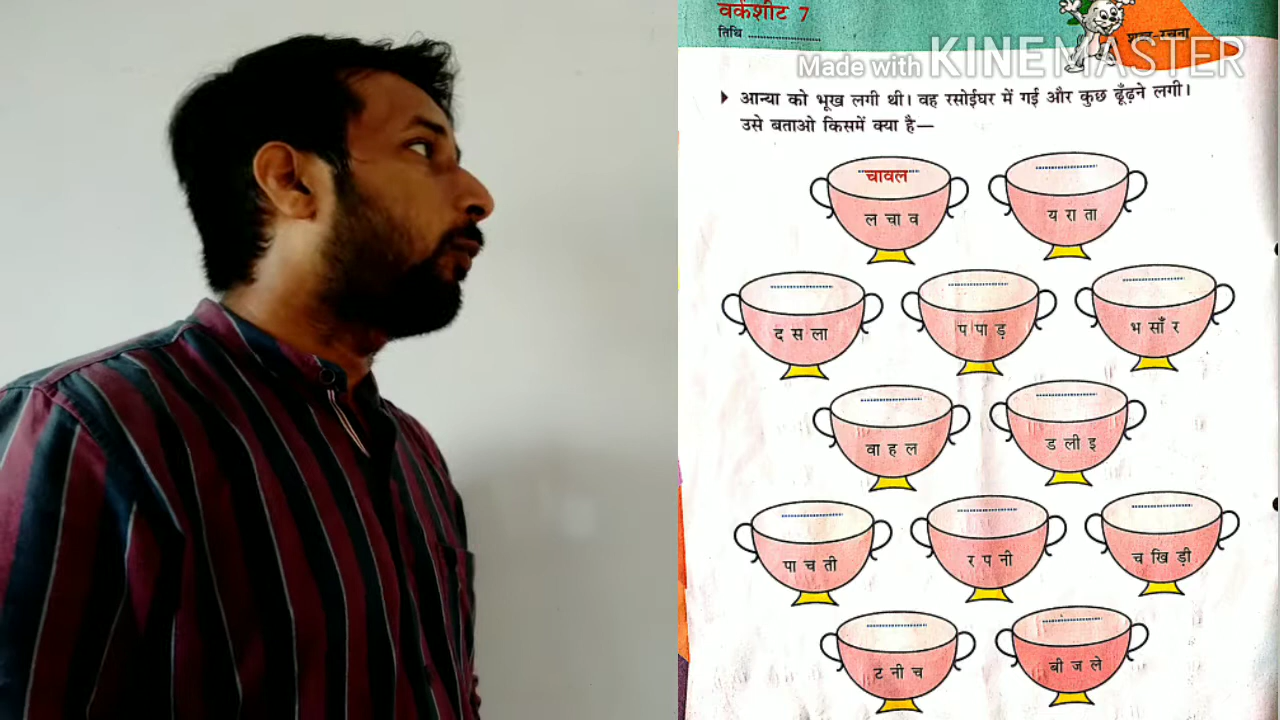 वर्कशीट 7
तिथि
शब्द-रचना
Made with KINEMASTER
आन्या को भूख लगी थी। वह रसोईघर में गई और कुछ ढूँढ़ने लगी।
उसे बताओ किसमें क्या है—
चावल
ल चा व
य रा ता
द स ला
प पा ड़
भ साँ र
वा ह ल
ड ली इ
पा च ती
र प नी
च खि ड़ी
ट नी च
बी ज ले